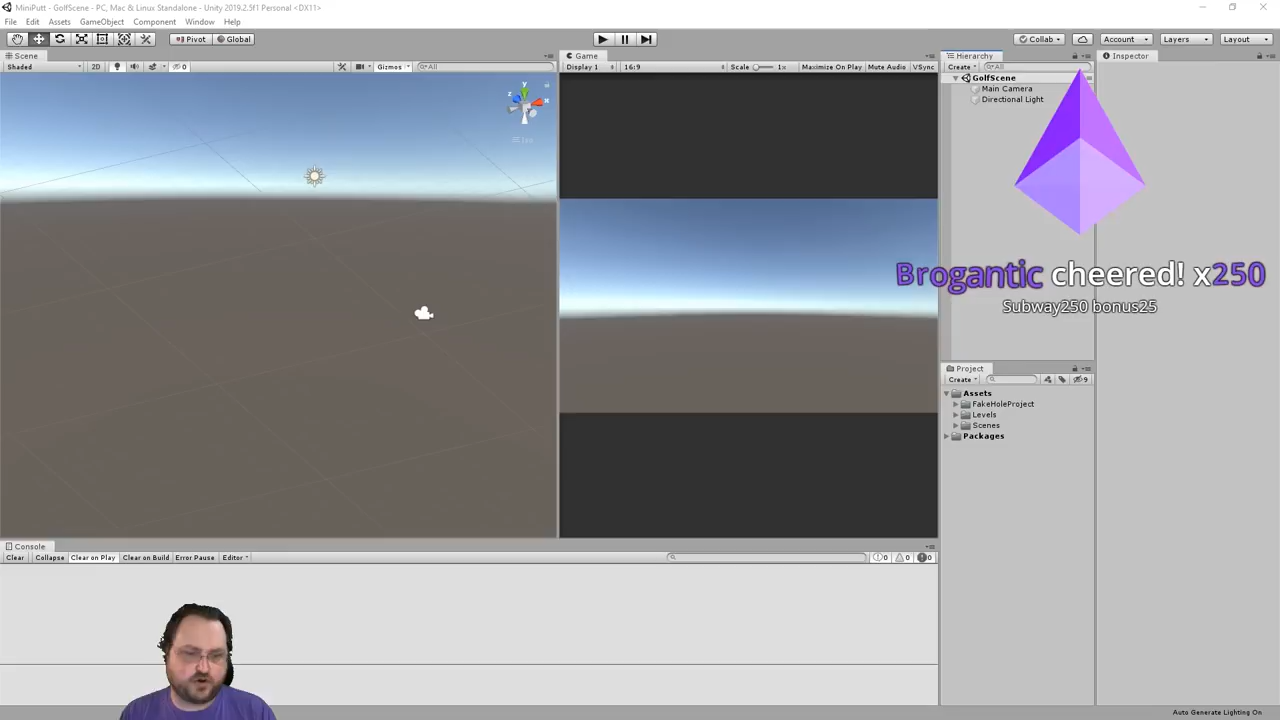 MiniPutt - GolfScene - PC, Mac & Linux Standalone - Unity 2019.2.5f1 Personal <DX11>
File Edit Assets GameObject Component Window Help
Pivot Global Collab Account Layers Layout
Scene Game Hierarchy Inspector
Shaded 2D 0 Gizmos All Display 1 16:9 Scale 1x Maximize On Play Mute Audio VSync Create All
GolfScene
Main Camera
Directional Light
y
z x
Brogantic cheered! x250
Subway250 bonus25
Project
Create 9
Assets
FakeHoleProject
Levels
Scenes
Packages
Console
Clear Collapse Clear on Play Clear on Build Error Pause Editor 0 0 0
Auto Generate Lighting On